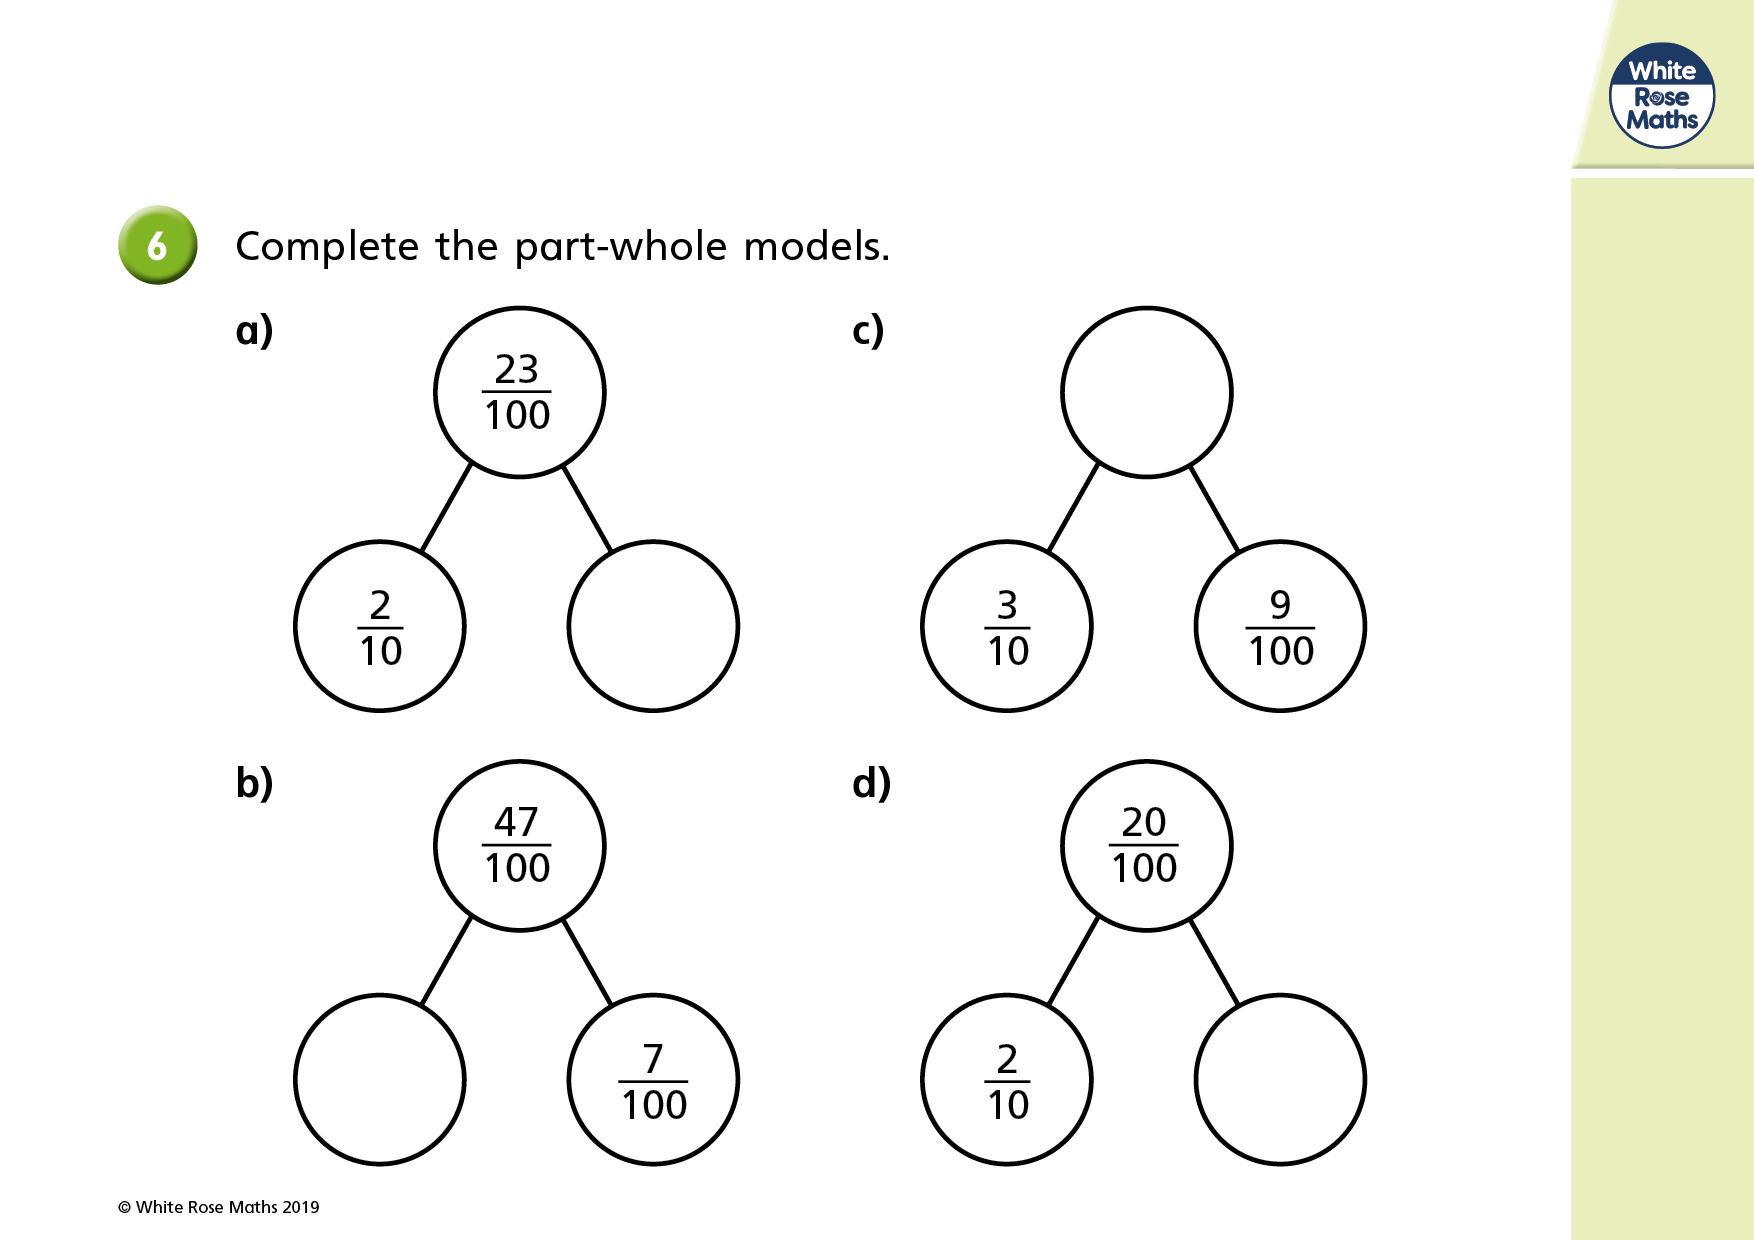 White
Rose
Maths
6 Complete the part-whole models.
a)
23
100
2
10
c)
3
10
9
100
b)
47
100
7
100
d)
20
100
2
10
© White Rose Maths 2019